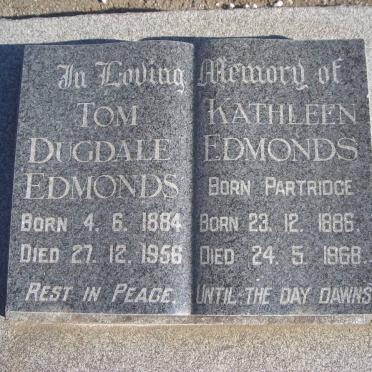 In Loving Memory of
TOM
DUGDALE
EDMONDS
BORN 4. 6. 1884
DIED 27. 12. 1956
REST IN PEACE.
KATHLEEN
EDMONDS
BORN PARTRIDGE
BORN 23. 12. 1886.
DIED 24. 5. 1968.
UNTIL THE DAY DAWNS